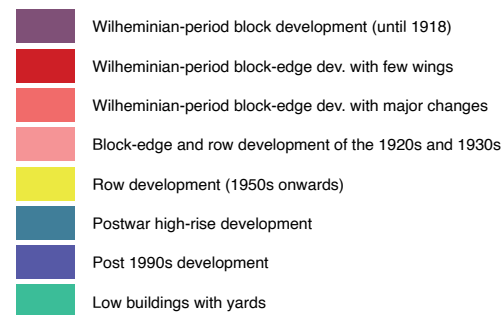 Wilheminian-period block development (until 1918)
Wilheminian-period block-edge dev. with few wings
Wilheminian-period block-edge dev. with major changes
Block-edge and row development of the 1920s and 1930s
Row development (1950s onwards)
Postwar high-rise development
Post 1990s development
Low buildings with yards